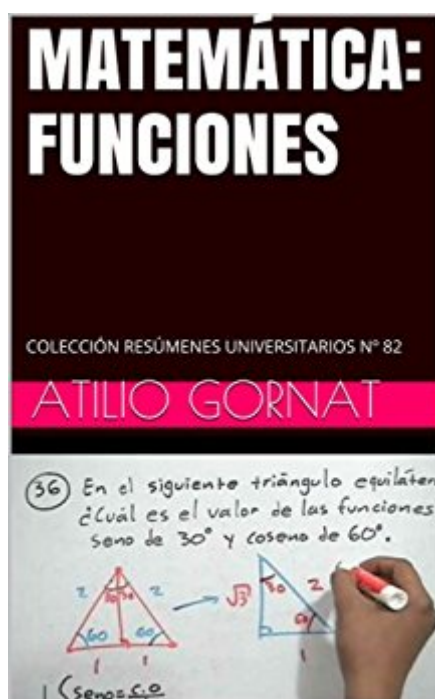 MATEMÁTICA:
FUNCIONES
COLECCIÓN RESÚMENES UNIVERSITARIOS Nº 82
ATILIO GORNAT
36 En el siguiente triángulo equiláter
¿Cuál es el valor de las funciones
seno de 30° y coseno de 60°.
2 30 30 2 √3 30 2
60 60 60
1 1 1
seno = c.o